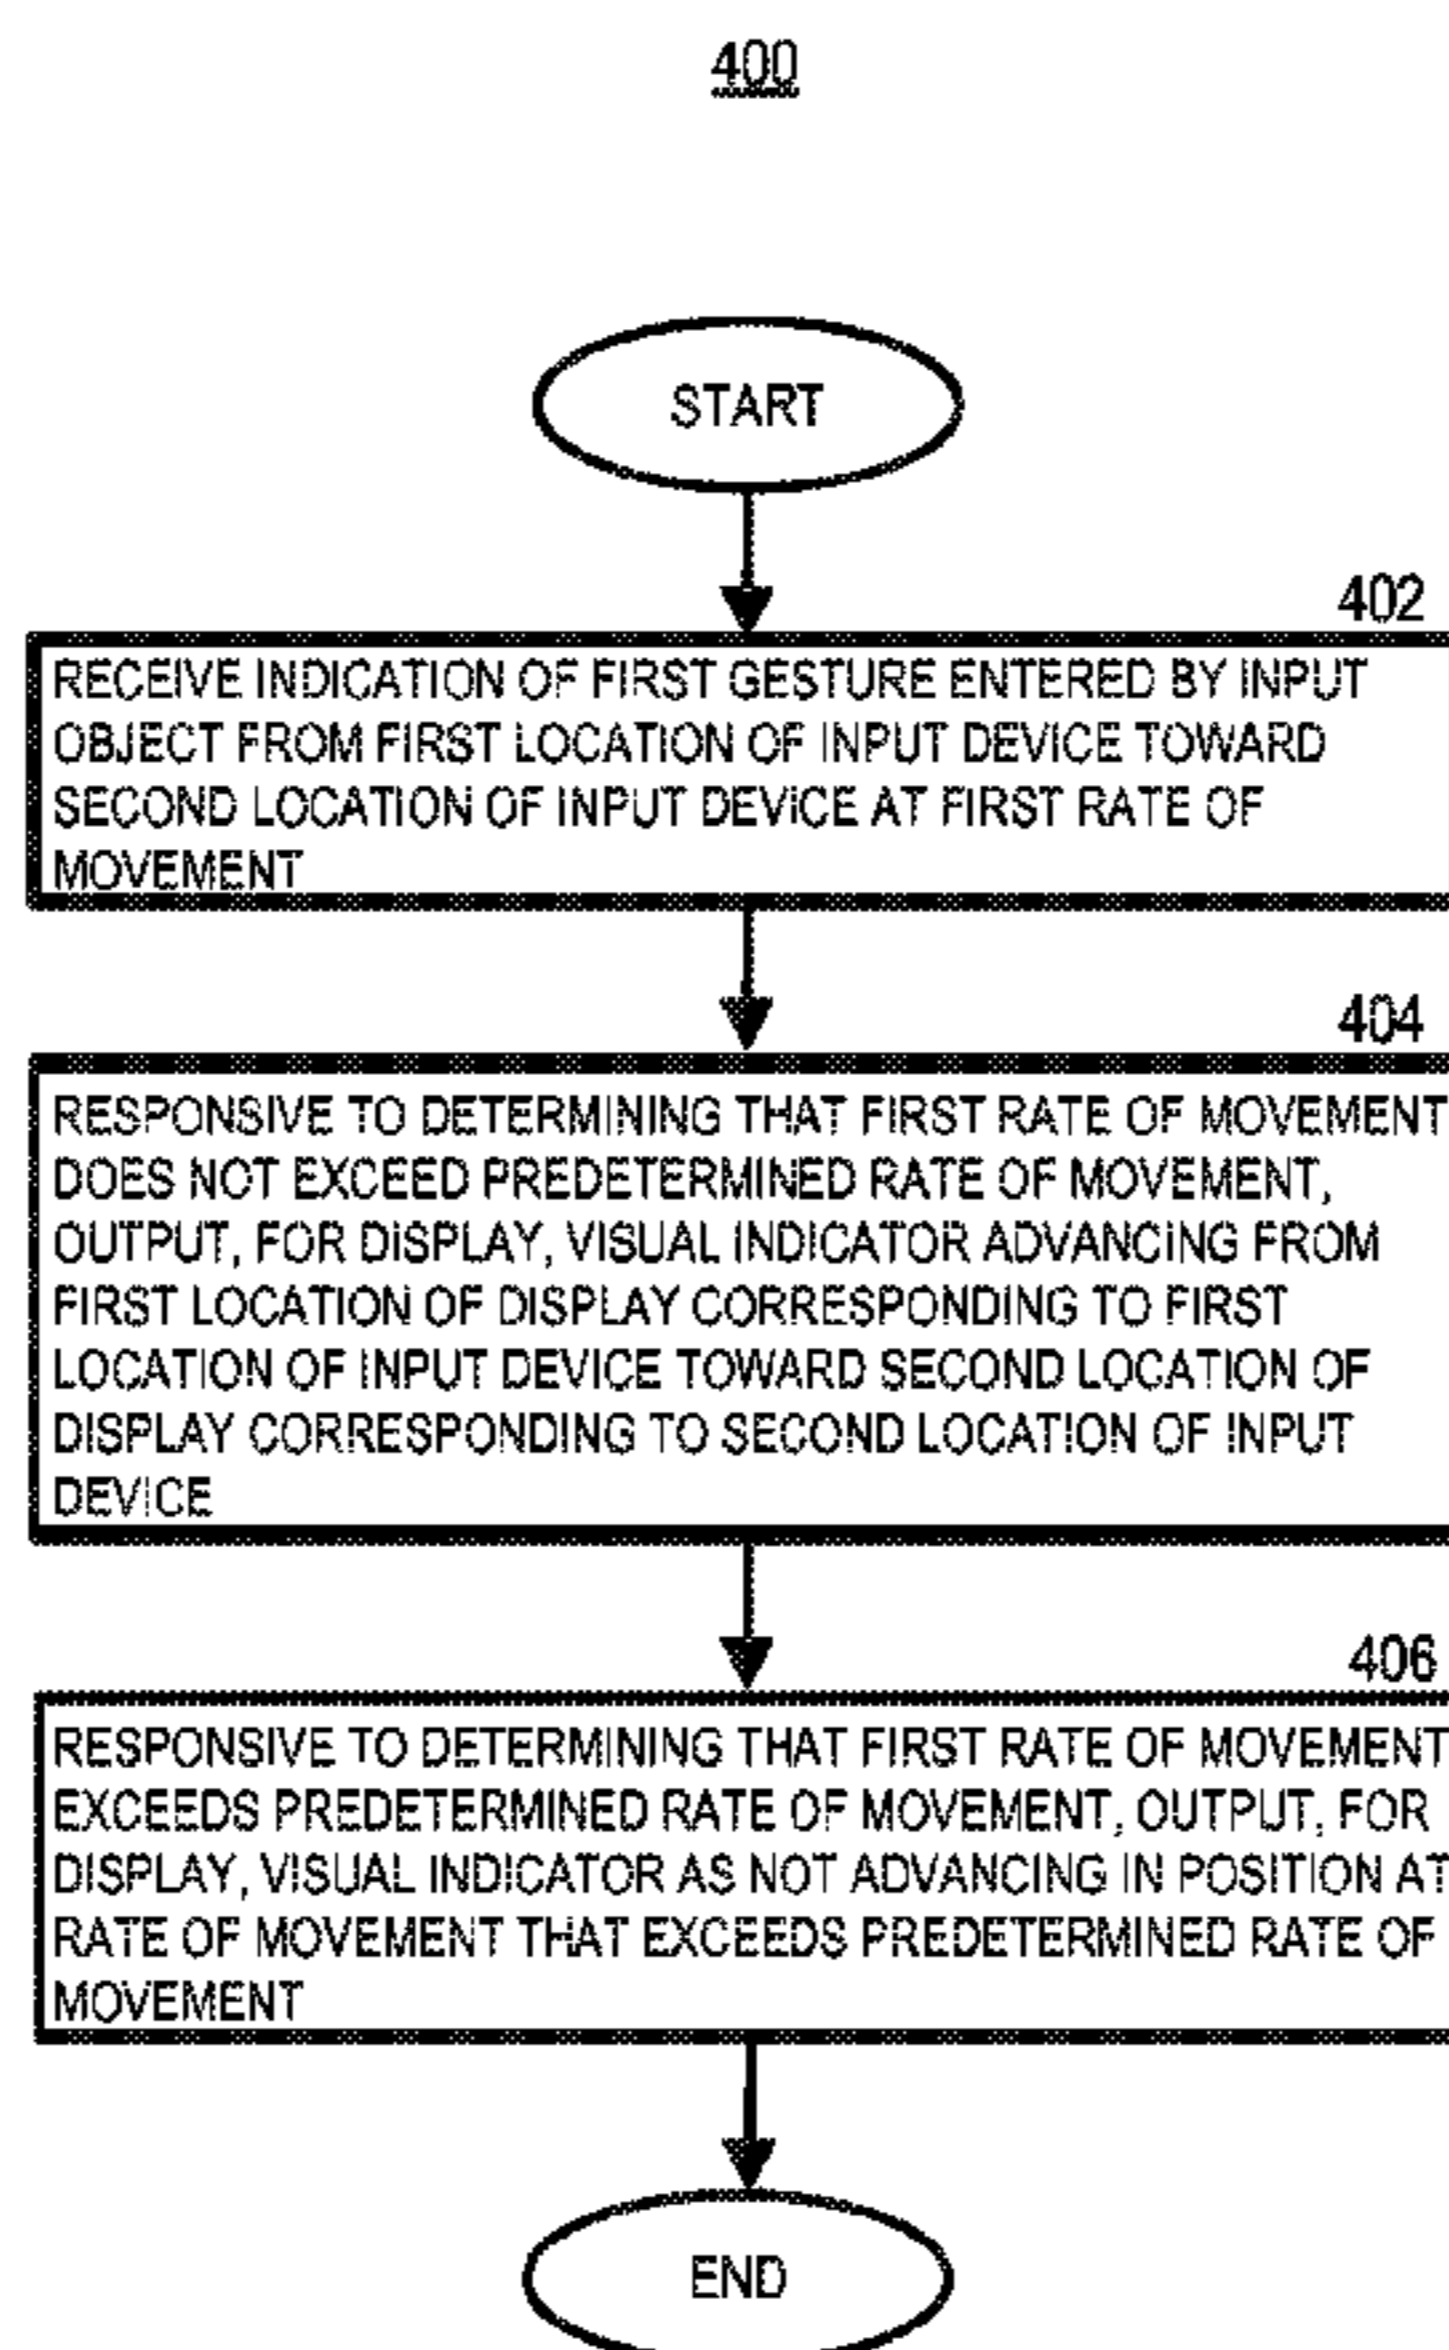 400
START
402
RECEIVE INDICATION OF FIRST GESTURE ENTERED BY INPUT
OBJECT FROM FIRST LOCATION OF INPUT DEVICE TOWARD
SECOND LOCATION OF INPUT DEVICE AT FIRST RATE OF
MOVEMENT
404
RESPONSIVE TO DETERMINING THAT FIRST RATE OF MOVEMENT
DOES NOT EXCEED PREDETERMINED RATE OF MOVEMENT,
OUTPUT, FOR DISPLAY, VISUAL INDICATOR ADVANCING FROM
FIRST LOCATION OF DISPLAY CORRESPONDING TO FIRST
LOCATION OF INPUT DEVICE TOWARD SECOND LOCATION OF
DISPLAY CORRESPONDING TO SECOND LOCATION OF INPUT
DEVICE
406
RESPONSIVE TO DETERMINING THAT FIRST RATE OF MOVEMENT
EXCEEDS PREDETERMINED RATE OF MOVEMENT, OUTPUT, FOR
DISPLAY, VISUAL INDICATOR AS NOT ADVANCING IN POSITION AT
RATE OF MOVEMENT THAT EXCEEDS PREDETERMINED RATE OF
MOVEMENT
END